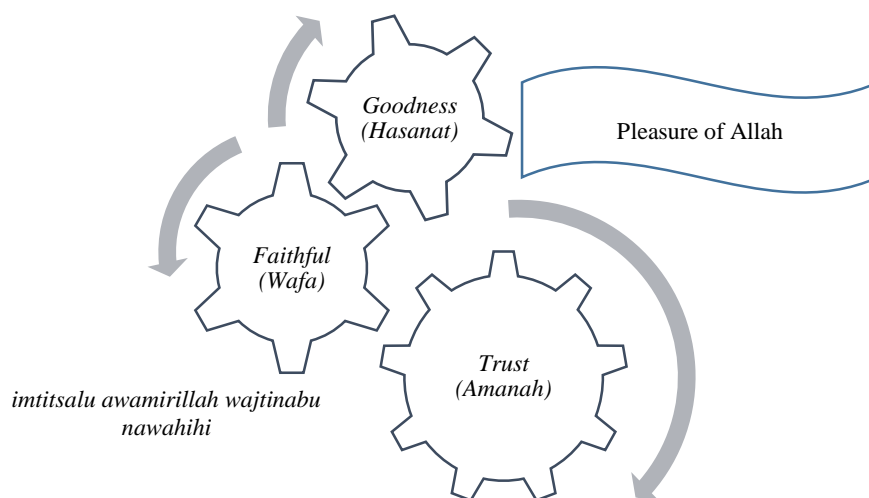 Goodness
(Hasanat)
Pleasure of Allah
Faithful
(Wafa)
Trust
(Amanah)
imtitsalu awamirillah wajtinabu
nawahihi